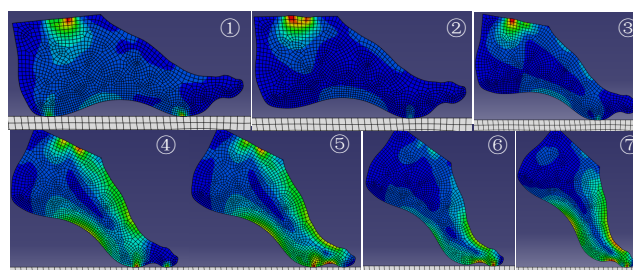 ① ② ③
④ ⑤ ⑥ ⑦